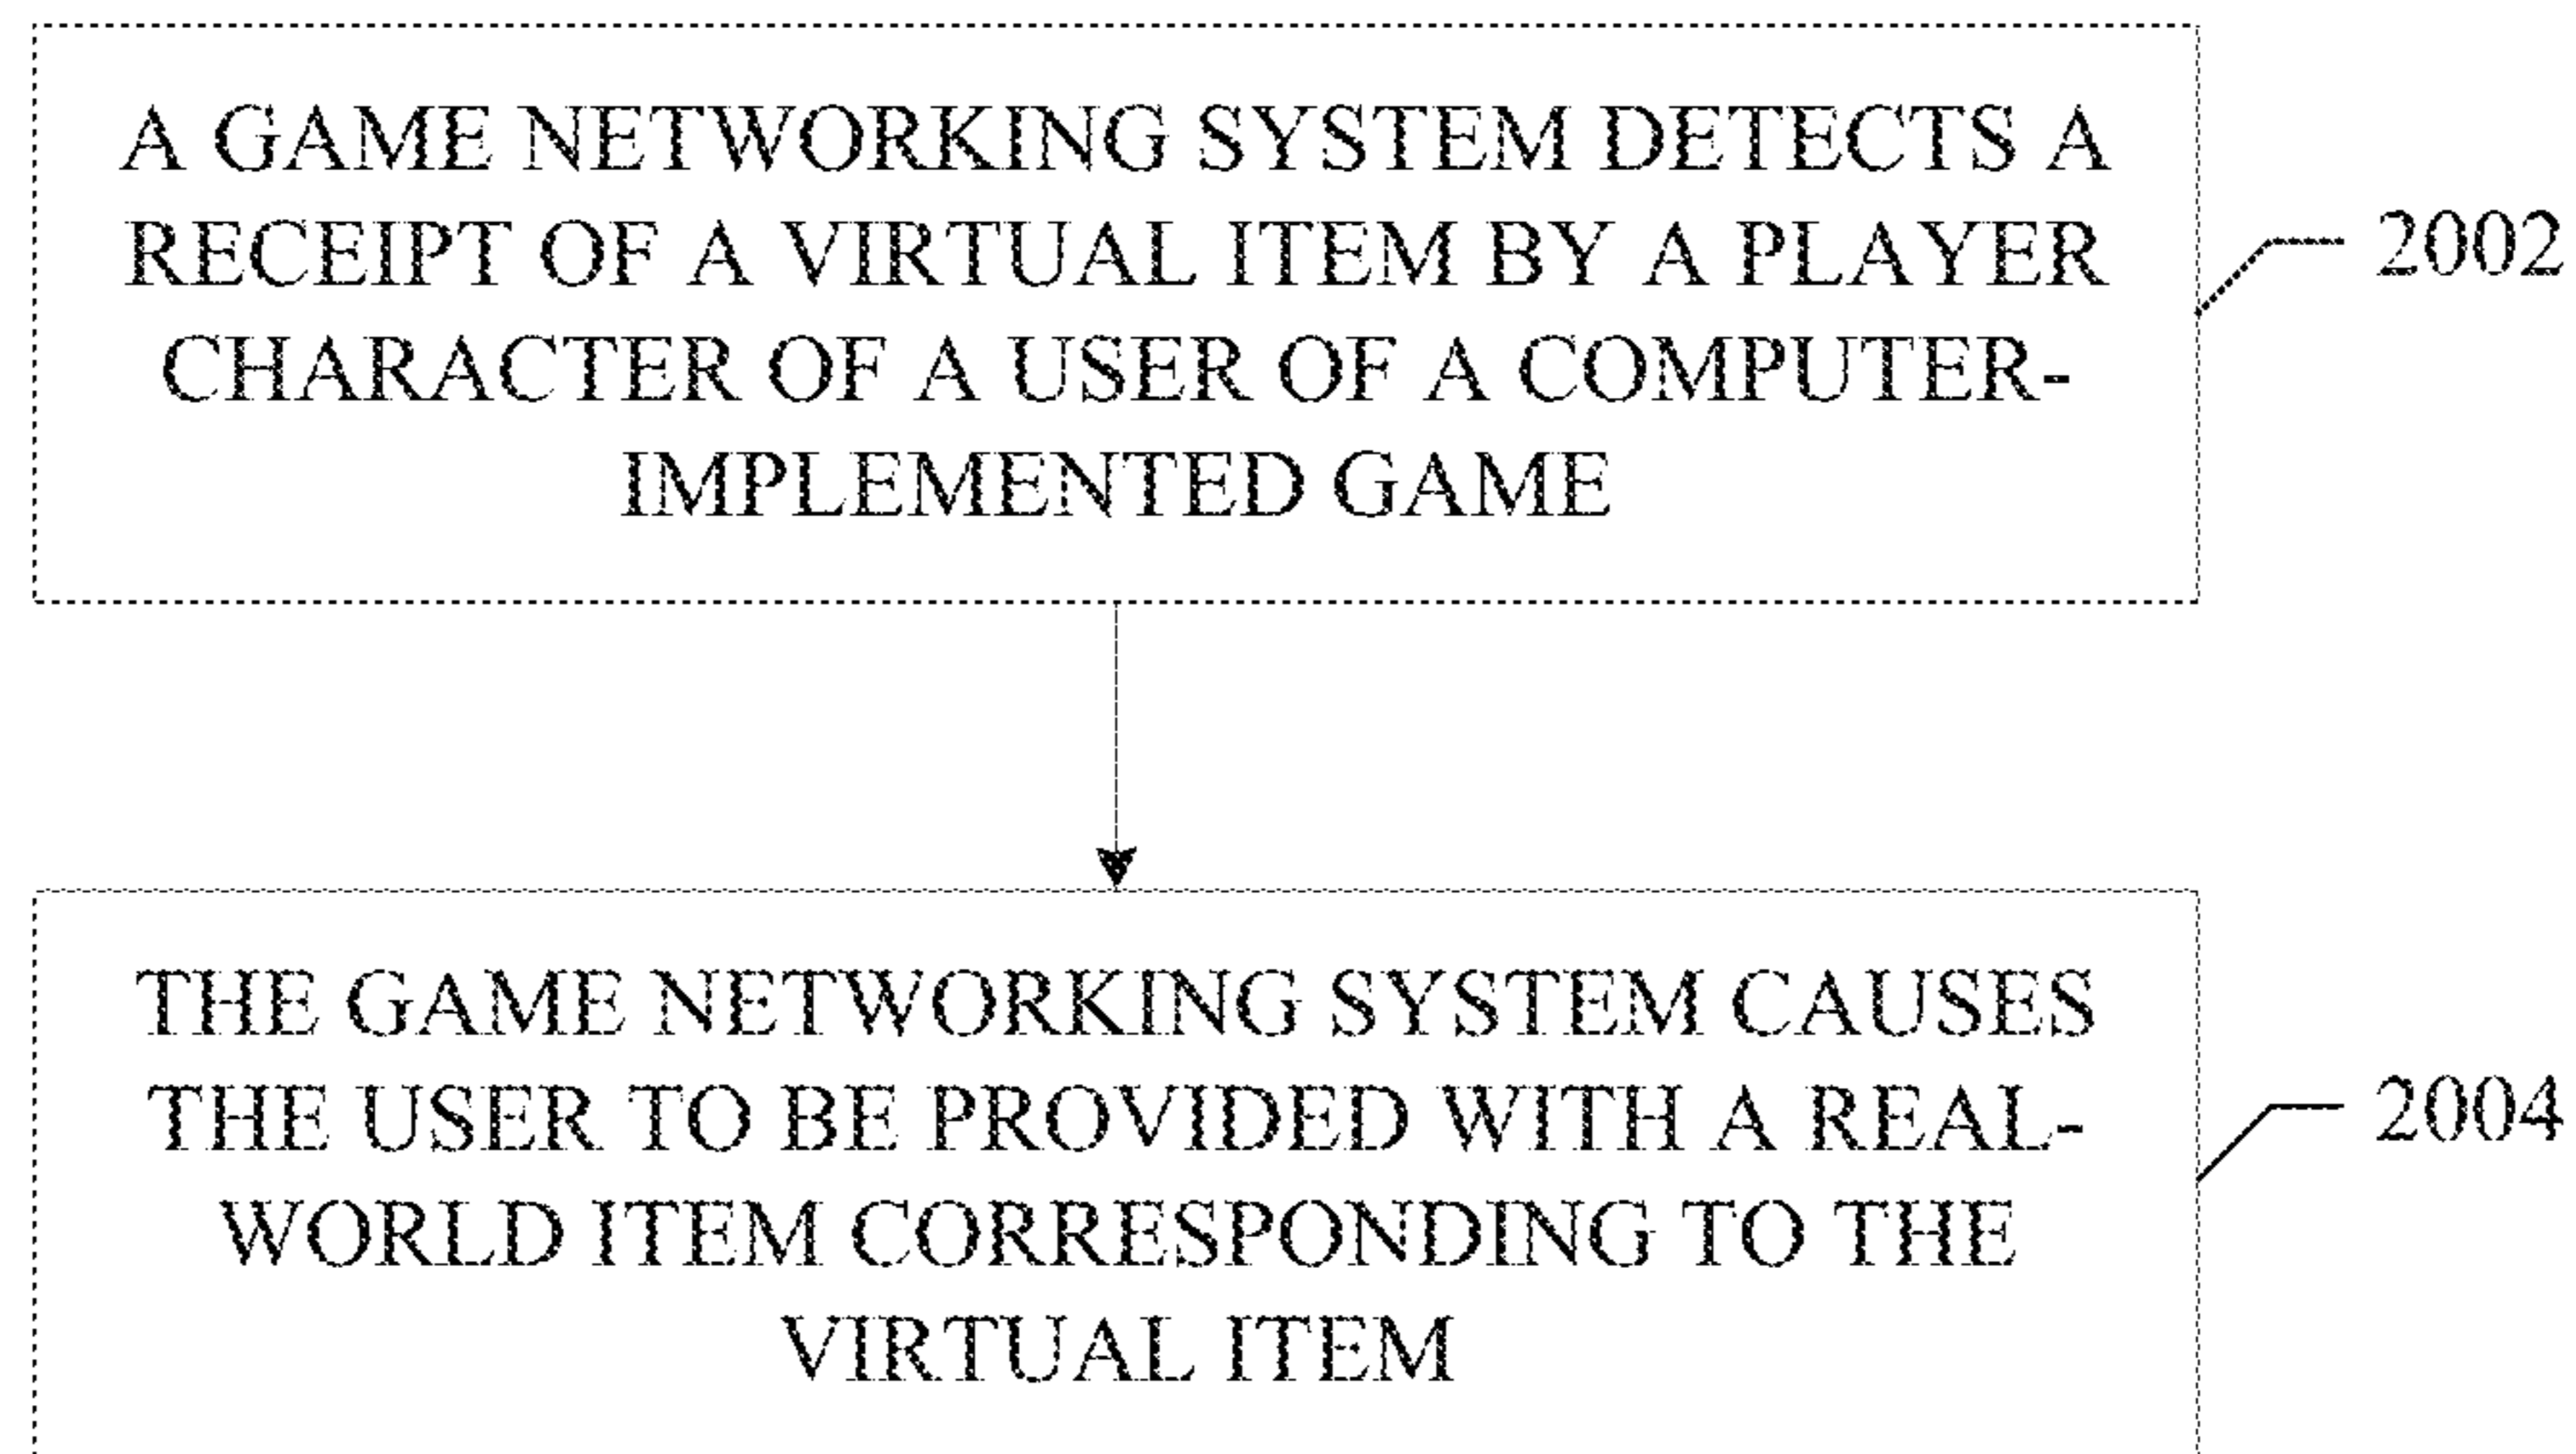 A GAME NETWORKING SYSTEM DETECTS A
RECEIPT OF A VIRTUAL ITEM BY A PLAYER
CHARACTER OF A USER OF A COMPUTER-
IMPLEMENTED GAME
2002
THE GAME NETWORKING SYSTEM CAUSES
THE USER TO BE PROVIDED WITH A REAL-
WORLD ITEM CORRESPONDING TO THE
VIRTUAL ITEM
2004